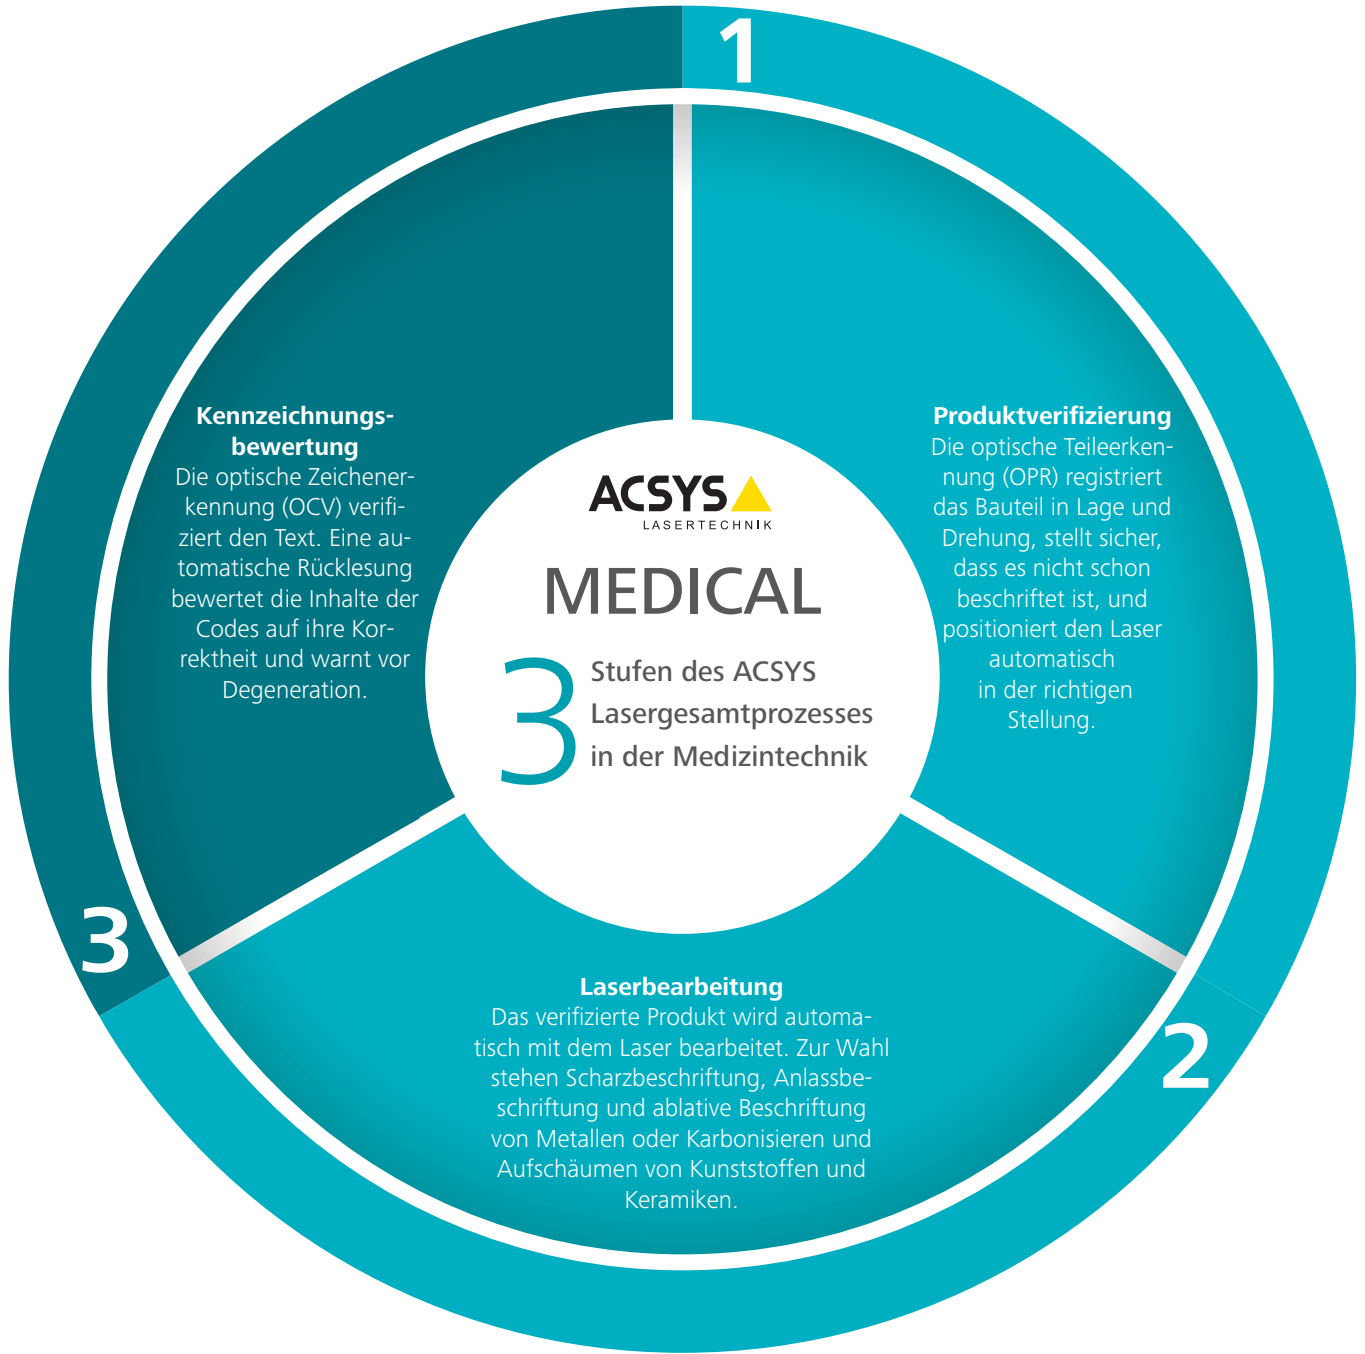 ACSYS
LASERTECHNIK
MEDICAL
3
Stufen des ACSYS
Lasergesamtprozesses
in der Medizintechnik
1
Produktverifizierung
Die optische Teileerken-
nung (OPR) registriert
das Bauteil in Lage und
Drehung, stellt sicher,
dass es nicht schon
beschriftet ist, und
positioniert den Laser
automatisch
in der richtigen
Stellung.
2
Laserbearbeitung
Das verifizierte Produkt wird automa-
tisch mit dem Laser bearbeitet. Zur Wahl
stehen Scharzbeschriftung, Anlassbe-
schriftung und ablative Beschriftung
von Metallen oder Karbonisieren und
Aufschäumen von Kunststoffen und
Keramiken.
3
Kennzeichnungs-
bewertung
Die optische Zeichener-
kennung (OCV) verifi-
ziert den Text. Eine au-
tomatische Rücklesung
bewertet die Inhalte der
Codes auf ihre Kor-
rektheit und warnt vor
Degeneration.